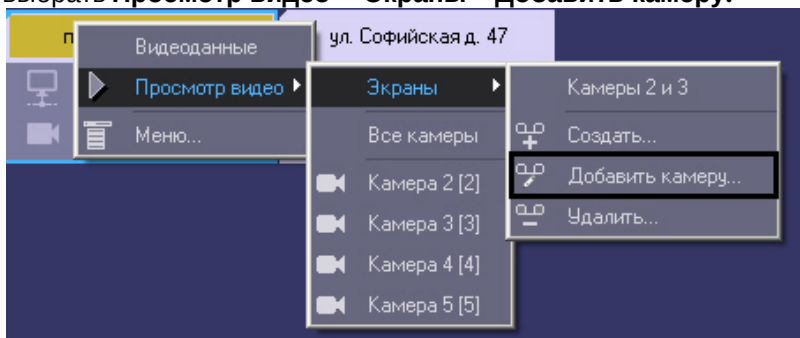 выбрать Просмотр видео – Экраны – Добавить камеру.
п
ул. Софийская д. 47
Видеоданные
Просмотр видео
Меню...
Экраны
Все камеры
Камера 2 [2]
Камера 3 [3]
Камера 4 [4]
Камера 5 [5]
Камеры 2 и 3
Создать...
Добавить камеру...
Удалить...